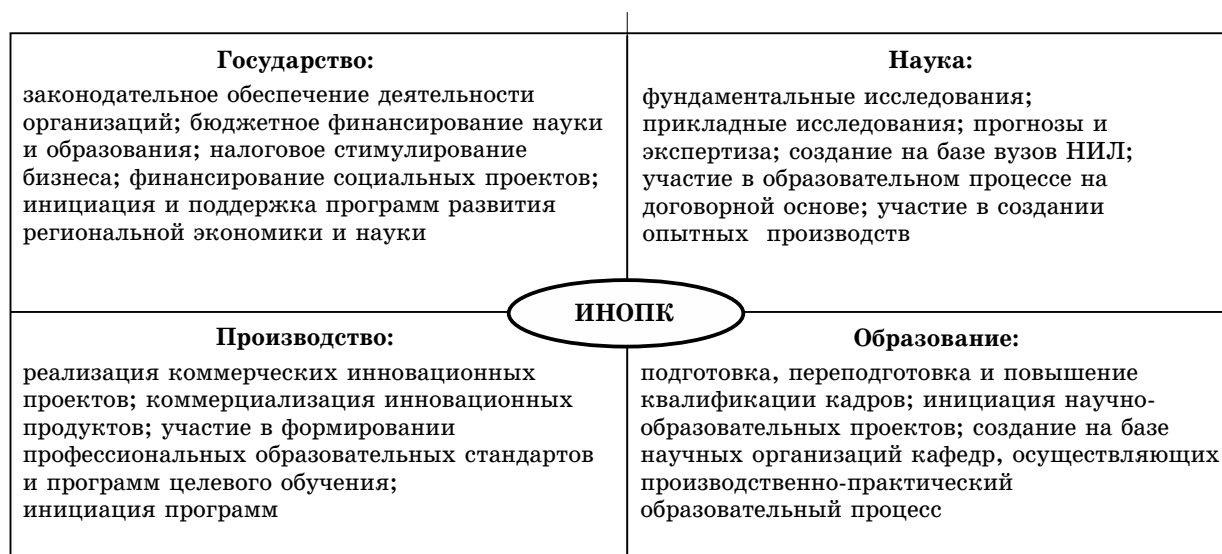 Государство:
законодательное обеспечение деятельности
организаций; бюджетное финансирование науки
и образования; налоговое стимулирование
бизнеса; финансирование социальных проектов;
инициация и поддержка программ развития
региональной экономики и науки
Наука:
фундаментальные исследования;
прикладные исследования; прогнозы и
экспертиза; создание на базе вузов НИЛ;
участие в образовательном процессе на
договорной основе; участие в создании
опытных производств
ИНОПК
Производство:
реализация коммерческих инновационных
проектов; коммерциализация инновационных
продуктов; участие в формировании
профессиональных образовательных стандартов
и программ целевого обучения;
инициация программ
Образование:
подготовка, переподготовка и повышение
квалификации кадров; инициация научно-
образовательных проектов; создание на базе
научных организаций кафедр, осуществляющих
производственно-практический
образовательный процесс